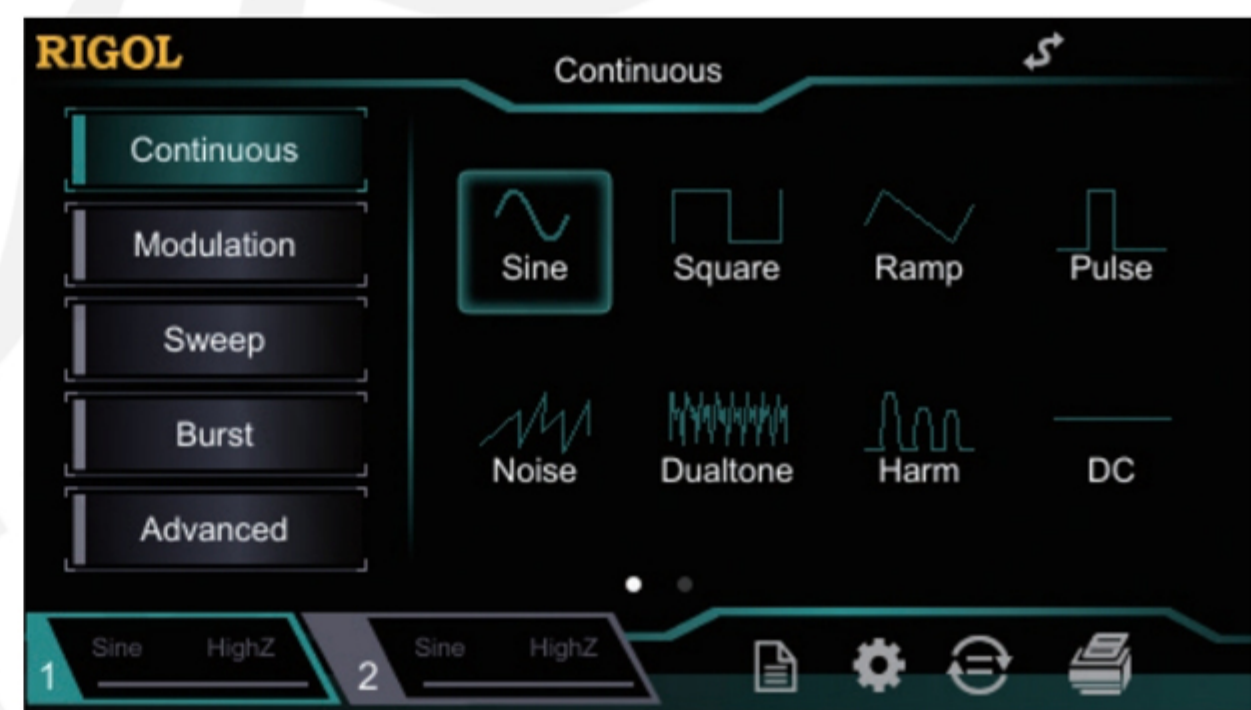 RIGOL
Continuous
Continuous
Modulation
Sweep
Burst
Advanced
Sine Square Ramp Pulse
Noise Dualtone Harm DC
1 Sine HighZ 2 Sine HighZ